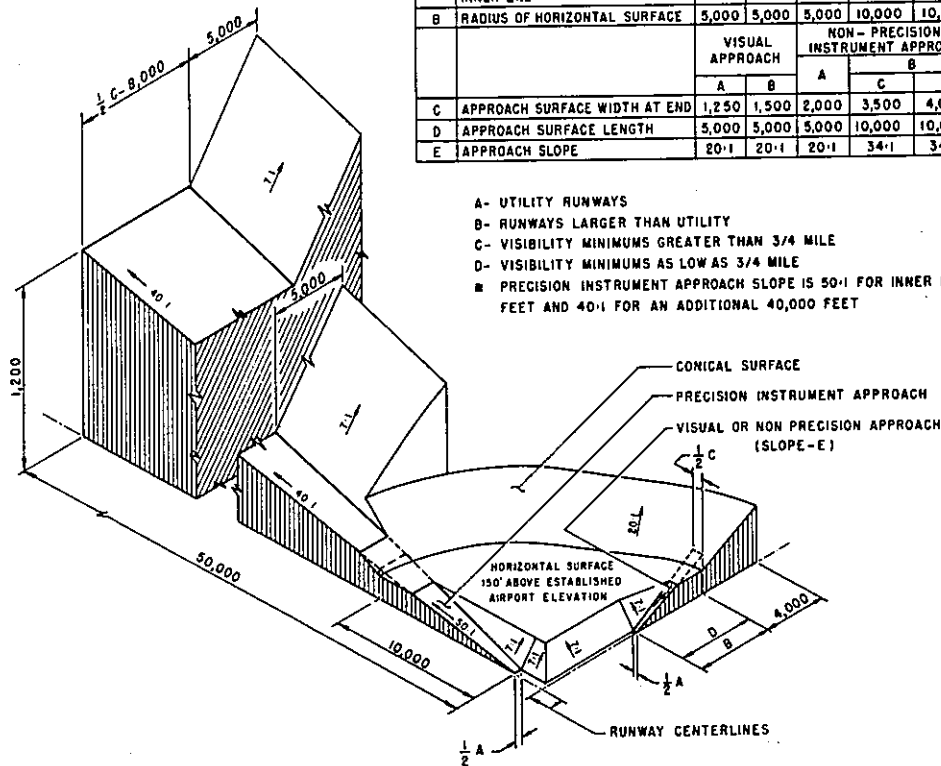 B RADIUS OF HORIZONTAL SURFACE 5,000 5,000 5,000 10,000 10,
VISUAL APPROACH
NON-PRECISION
INSTRUMENT APPRO
A B A B
C
C APPROACH SURFACE WIDTH AT END 1,250 1,500 2,000 3,500 4,
D APPROACH SURFACE LENGTH 5,000 5,000 5,000 10,000 10,
E APPROACH SLOPE 20:1 20:1 20:1 34:1 3
A- UTILITY RUNWAYS
B- RUNWAYS LARGER THAN UTILITY
C- VISIBILITY MINIMUMS GREATER THAN 3/4 MILE
D- VISIBILITY MINIMUMS AS LOW AS 3/4 MILE
* PRECISION INSTRUMENT APPROACH SLOPE IS 50:1 FOR INNER
FEET AND 40:1 FOR AN ADDITIONAL 40,000 FEET
5,000
1/2 C-8,000
7:1
40:1
5,000
1,200
7:1
40:1
CONICAL SURFACE
PRECISION INSTRUMENT APPROACH
VISUAL OR NON PRECISION APPROACH
(SLOPE-E)
1/2 C
20:1
HORIZONTAL SURFACE
150' ABOVE ESTABLISHED
AIRPORT ELEVATION
50,000
50:1
10,000
7:1
7:1
7:1
7:1
4,000
D
B
1/2 A
RUNWAY CENTERLINES
1/2 A